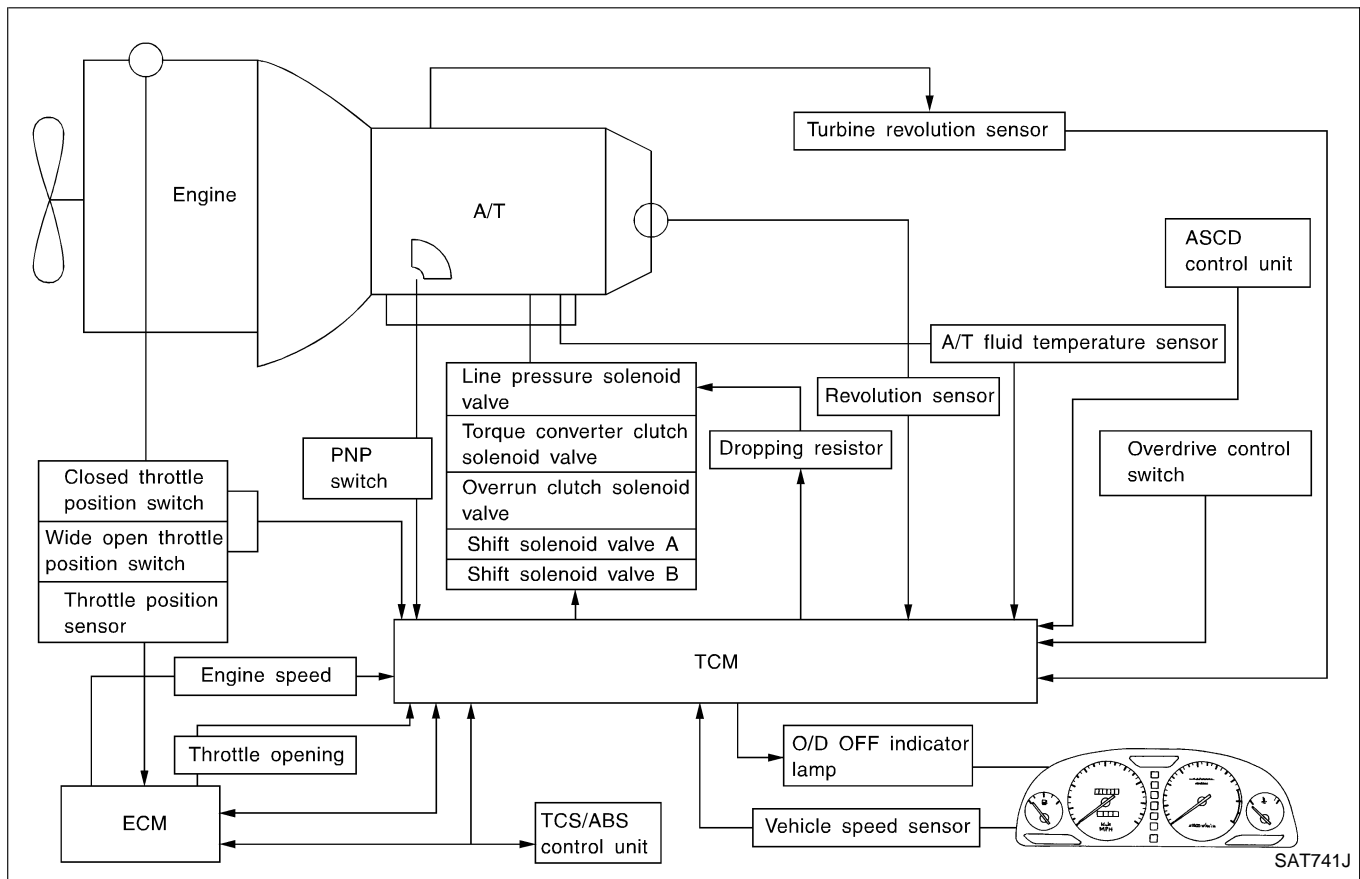 Turbine revolution sensor
Engine
A/T
ASCD
control unit
A/T fluid temperature sensor
Line pressure solenoid
valve
Revolution sensor
Torque converter clutch
solenoid valve
Dropping resistor
Overdrive control
switch
PNP
switch
Closed throttle
position switch
Overrun clutch solenoid
valve
Wide open throttle
position switch
Shift solenoid valve A
Shift solenoid valve B
Throttle position
sensor
TCM
Engine speed
Throttle opening
O/D OFF indicator
lamp
ECM
TCS/ABS
control unit
Vehicle speed sensor
SAT741J